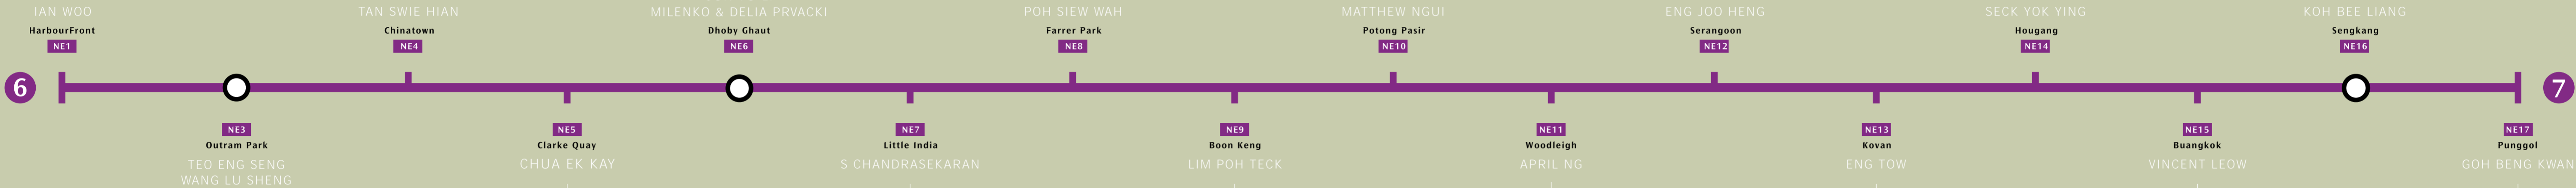 IAN WOO
HarbourFront
NE1
TAN SWIE HIAN
Chinatown
NE4
MILENKO & DELIA PRVACKI
Dhoby Ghaut
NE6
POH SIEW WAH
Farrer Park
NE8
MATTHEW NGUI
Potong Pasir
NE10
ENG JOO HENG
Serangoon
NE12
SECK YOK YING
Hougang
NE14
KOH BEE LIANG
Sengkang
NE16
6
7
NE3
Outram Park
TEO ENG SENG
WANG LU SHENG
NE5
Clarke Quay
CHUA EK KAY
NE7
Little India
S CHANDRASEKARAN
NE9
Boon Keng
LIM POH TECK
NE11
Woodleigh
APRIL NG
NE13
Kovan
ENG TOW
NE15
Buangkok
VINCENT LEOW
NE17
Punggol
GOH BENG KWAN